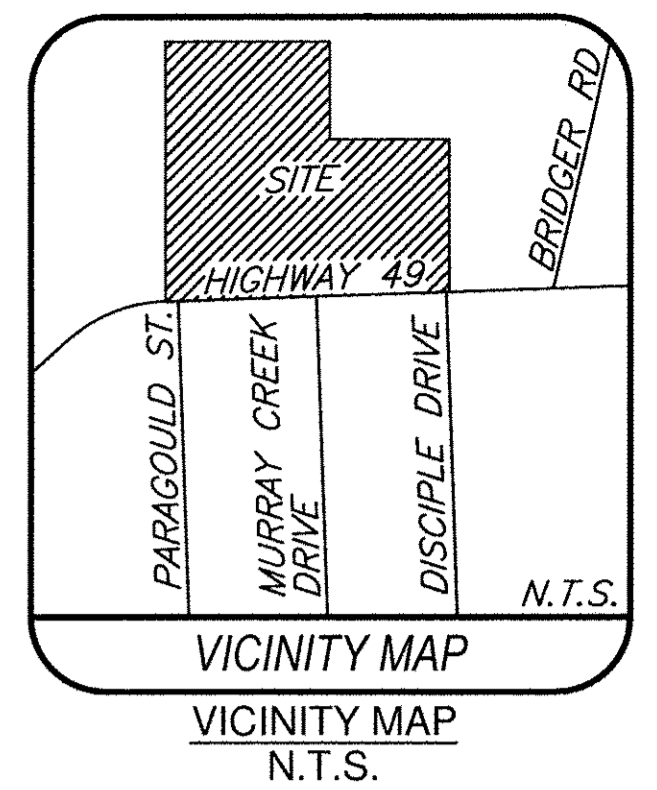 BRIDGER RD
SITE
HIGHWAY 49
PARAGOULD ST.
MURRAY CREEK
DRIVE
DISCIPLE DRIVE
N.T.S.
VICINITY MAP
VICINITY MAP
N.T.S.